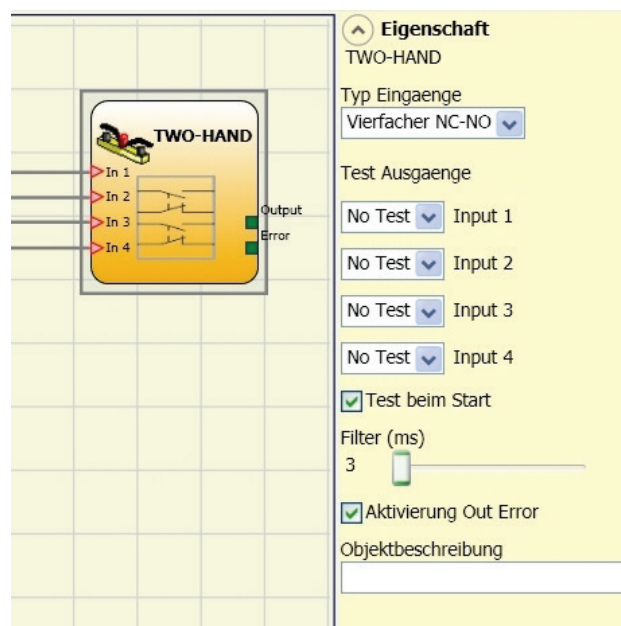 TWO-HAND
In 1
In 2
In 3
In 4
Output
Error
Eigenschaft
TWO-HAND
Typ Eingaenge
Vierfacher NC-NO
Test Ausgaenge
No Test Input 1
No Test Input 2
No Test Input 3
No Test Input 4
Test beim Start
Filter (ms)
3
Aktivierung Out Error
Objektbeschreibung